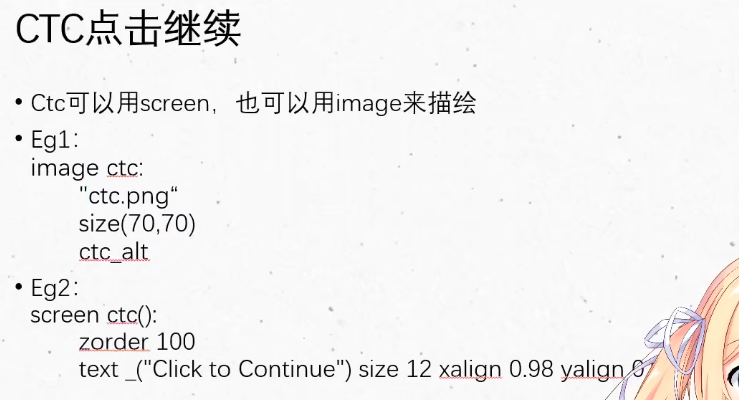 CTC点击继续
• Ctc可以用screen，也可以用image来描绘
• Eg1：
image ctc:
"ctc.png“
size(70,70)
ctc_alt
• Eg2：
screen ctc():
zorder 100
text _("Click to Continue") size 12 xalign 0.98 yalign